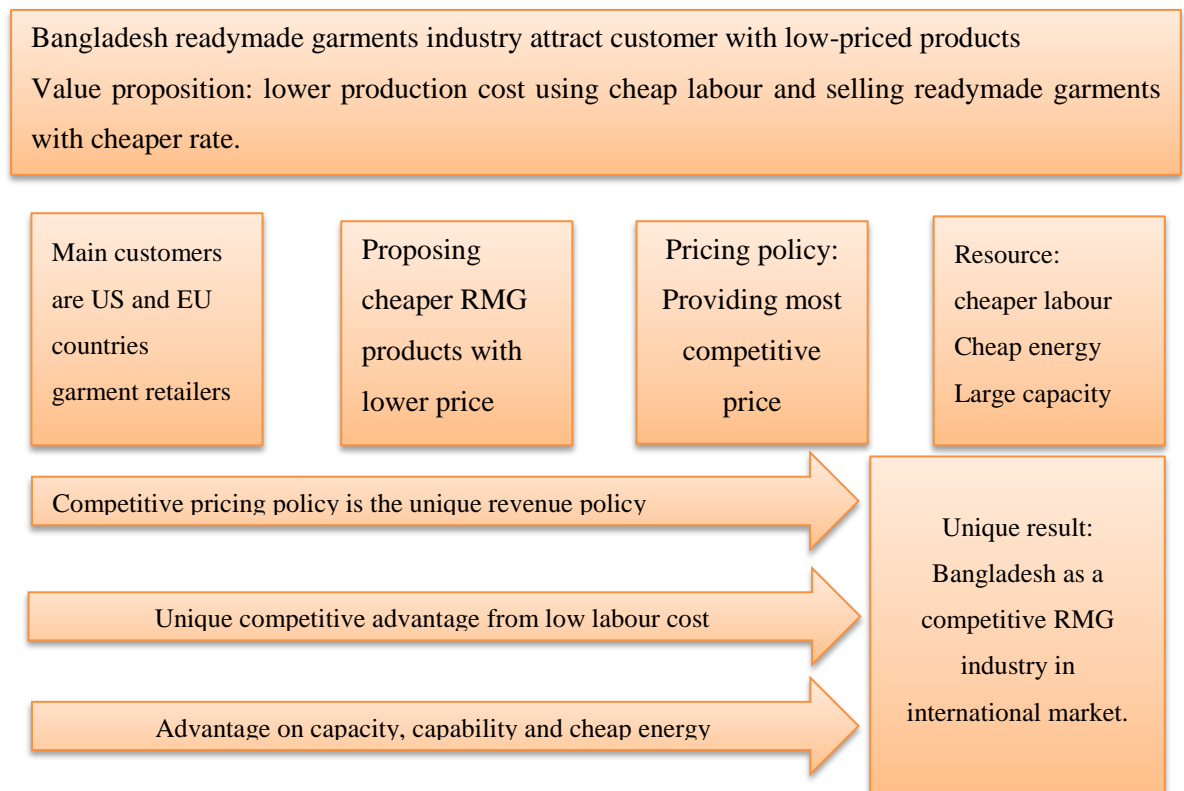 Bangladesh readymade garments industry attract customer with low-priced products
Value proposition: lower production cost using cheap labour and selling readymade garments
with cheaper rate.
Main customers
are US and EU
countries
garment retailers
Proposing
cheaper RMG
products with
lower price
Pricing policy:
Providing most
competitive
price
Resource:
cheaper labour
Cheap energy
Large capacity
Competitive pricing policy is the unique revenue policy
Unique competitive advantage from low labour cost
Advantage on capacity, capability and cheap energy
Unique result:
Bangladesh as a
competitive RMG
industry in
international market.